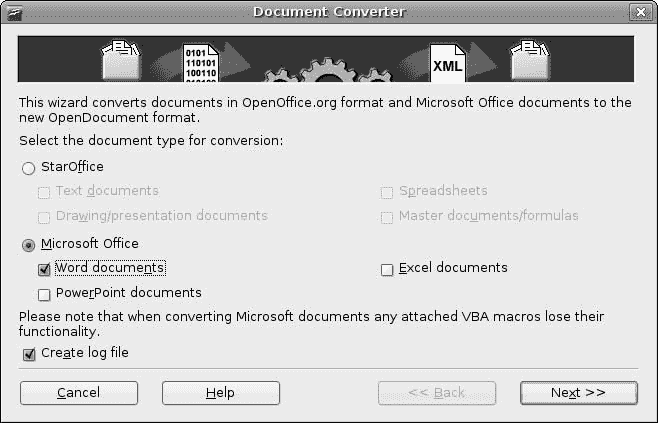 Document Converter
0101
110101
100110
010100
XML
This wizard converts documents in OpenOffice.org format and Microsoft Office documents to the
new OpenDocument format.
Select the document type for conversion:
StarOffice
Text documents
Spreadsheets
Drawing/presentation documents
Master documents/formulas
Microsoft Office
Word documents
Excel documents
PowerPoint documents
Please note that when converting Microsoft documents any attached VBA macros lose their
functionality.
Create log file
Cancel
Help
<< Back
Next >>